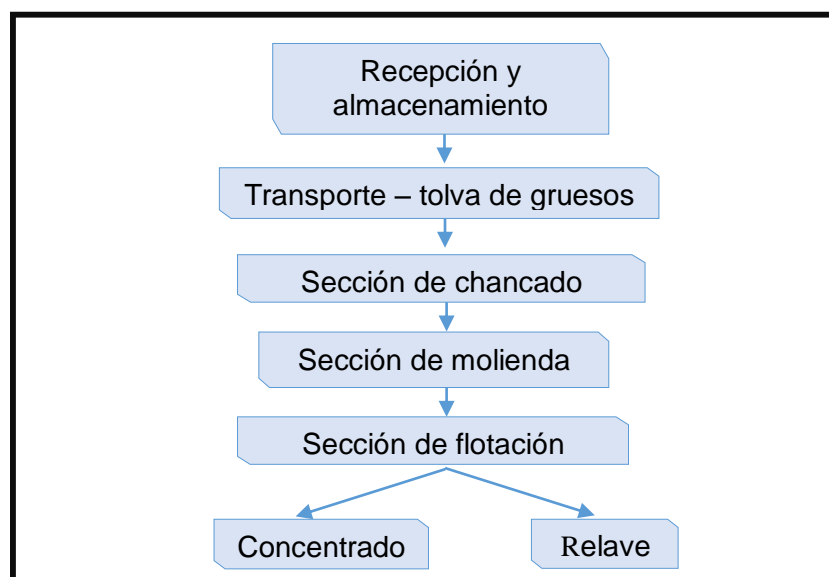 Recepción y
almacenamiento
Transporte – tolva de gruesos
Sección de chancado
Sección de molienda
Sección de flotación
Concentrado
Relave